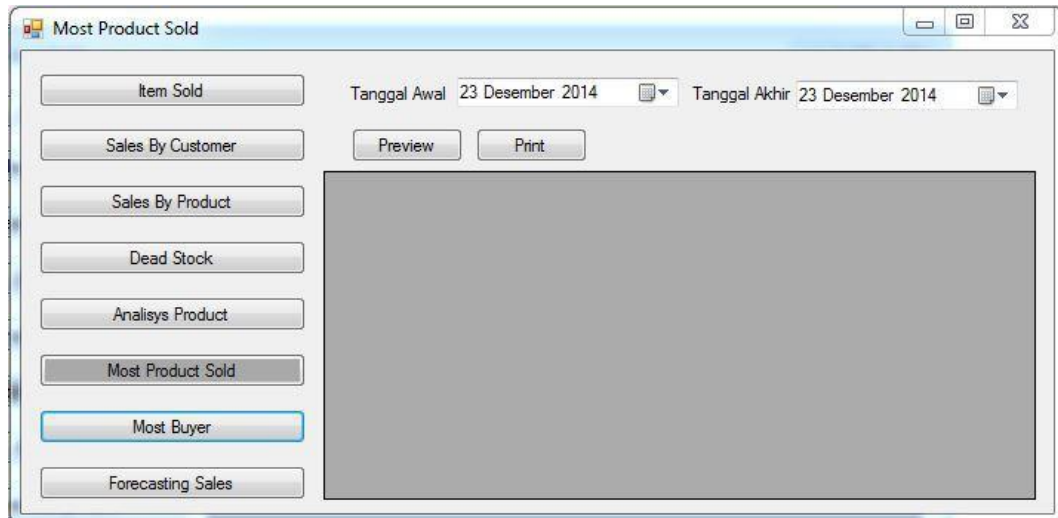 Most Product Sold
Item Sold
Tanggal Awal 23 Desember 2014 Tanggal Akhir 23 Desember 2014
Sales By Customer
Preview Print
Sales By Product
Dead Stock
Analisys Product
Most Product Sold
Most Buyer
Forecasting Sales